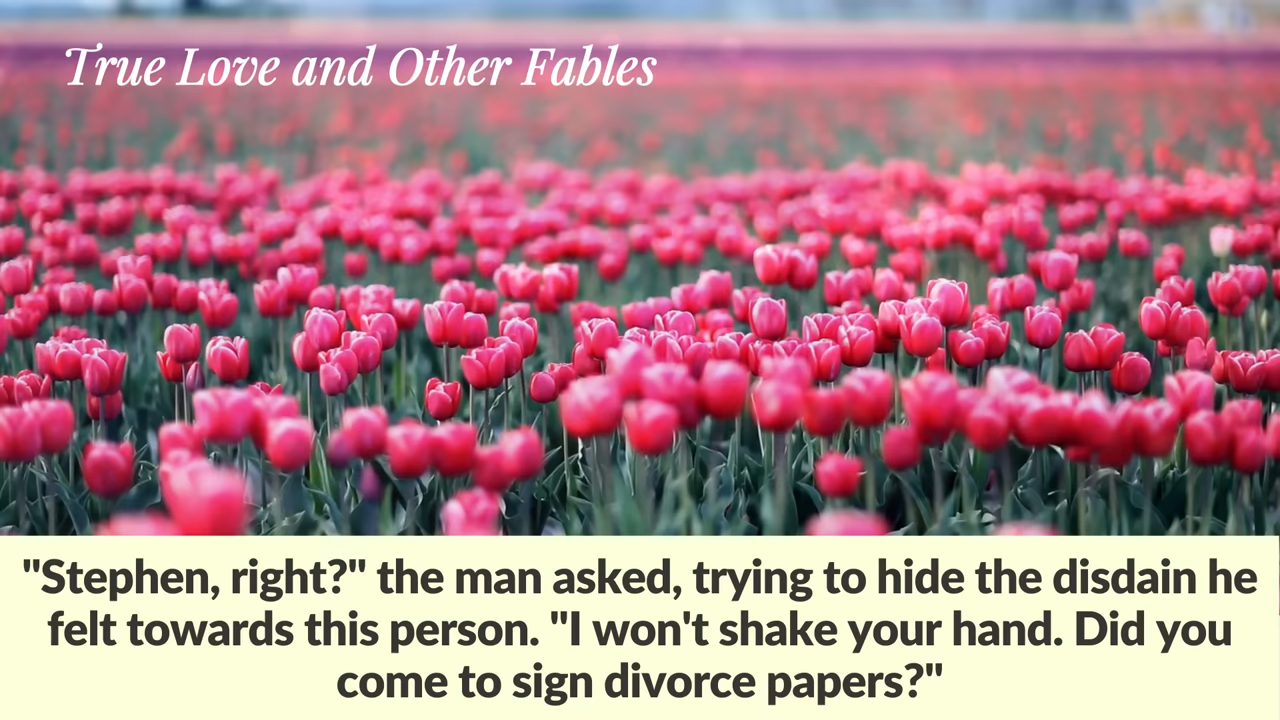 True Love and Other Fables
"Stephen, right?" the man asked, trying to hide the disdain he
felt towards this person. "I won't shake your hand. Did you
come to sign divorce papers?"